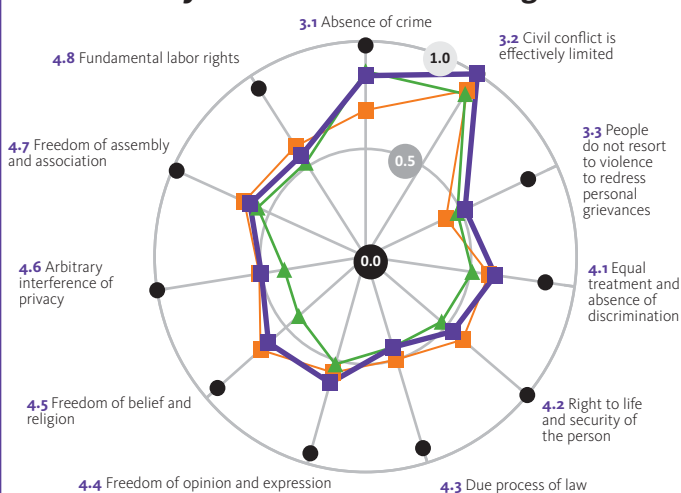 3.1 Absence of crime
3.2 Civil conflict is
effectively limited
1.0
4.8 Fundamental labor rights
3.3 People
do not resort
to violence
to redress
personal
grievances
4.7 Freedom of assembly
and association
0.5
0.0
4.6 Arbitrary
interference of
privacy
4.1 Equal
treatment and
absence of
discrimination
4.5 Freedom of belief and
religion
4.2 Right to life
and security of
the person
4.4 Freedom of opinion and expression
4.3 Due process of law